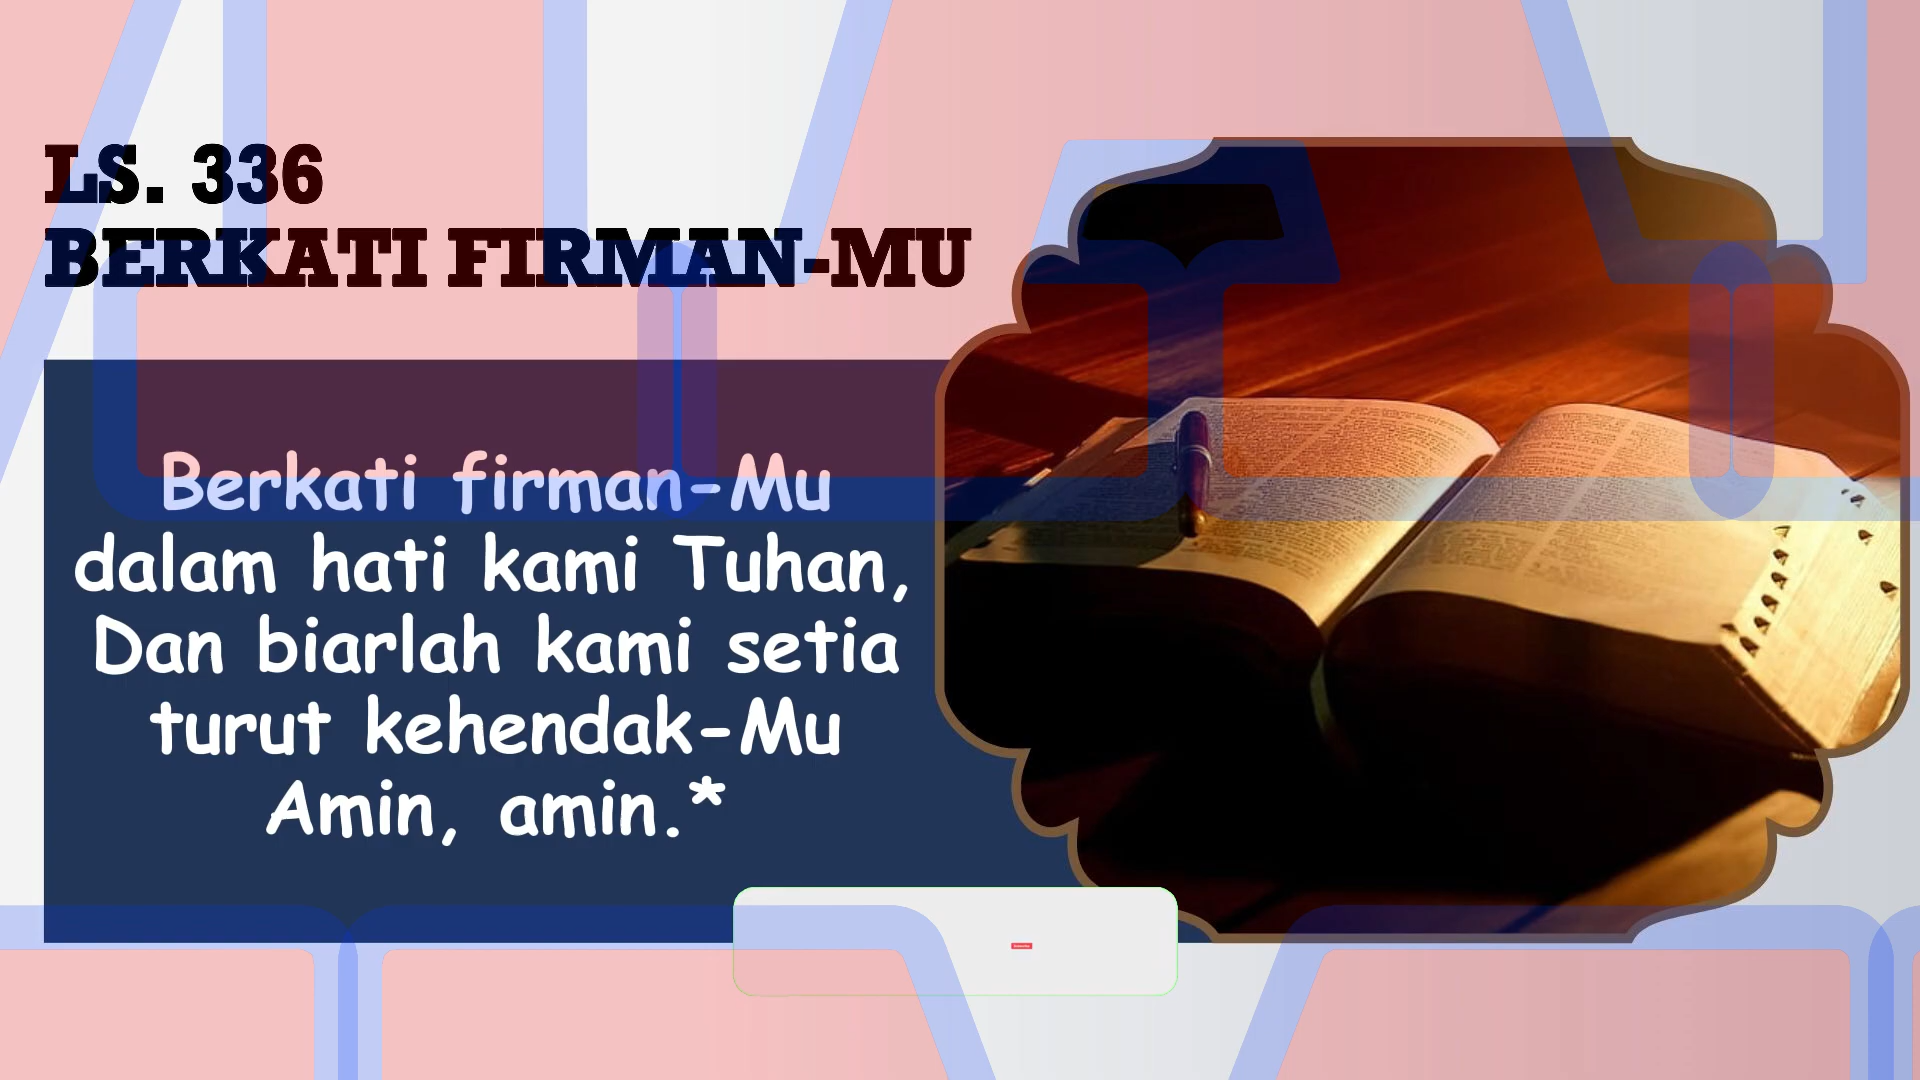 LS. 336
BERKATI FIRMAN-MU
Berkati firman-Mu
dalam hati kami Tuhan,
Dan biarlah kami setia
turut kehendak-Mu
Amin, amin.*